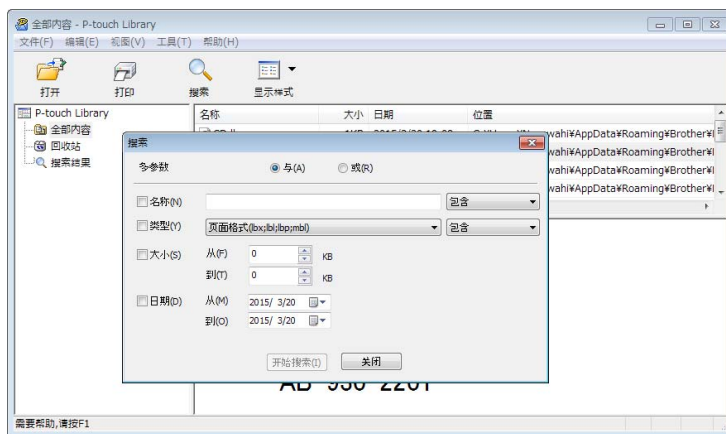 全部内容 - P-touch Library
文件(F) 编辑(E) 视图(V) 工具(T) 帮助(H)
打开 打印 搜索 显示样式
P-touch Library
全部内容
回收站
搜索结果
名称 大小 日期 位置
wahi¥AppData¥Roaming¥Brother¥
wahi¥AppData¥Roaming¥Brother¥
wahi¥AppData¥Roaming¥Brother¥
wahi¥AppData¥Roaming¥Brother¥
搜索
多参数 与(A) 或(R)
名称(N) 包含
类型(Y) 页面格式(lbx;lbl;lbp;mbl) 包含
大小(S) 从(F) 0 KB
到(T) 0 KB
日期(D) 从(M) 2015/ 3/20
到(O) 2015/ 3/20
开始搜索(I) 关闭
需要帮助,请按F1